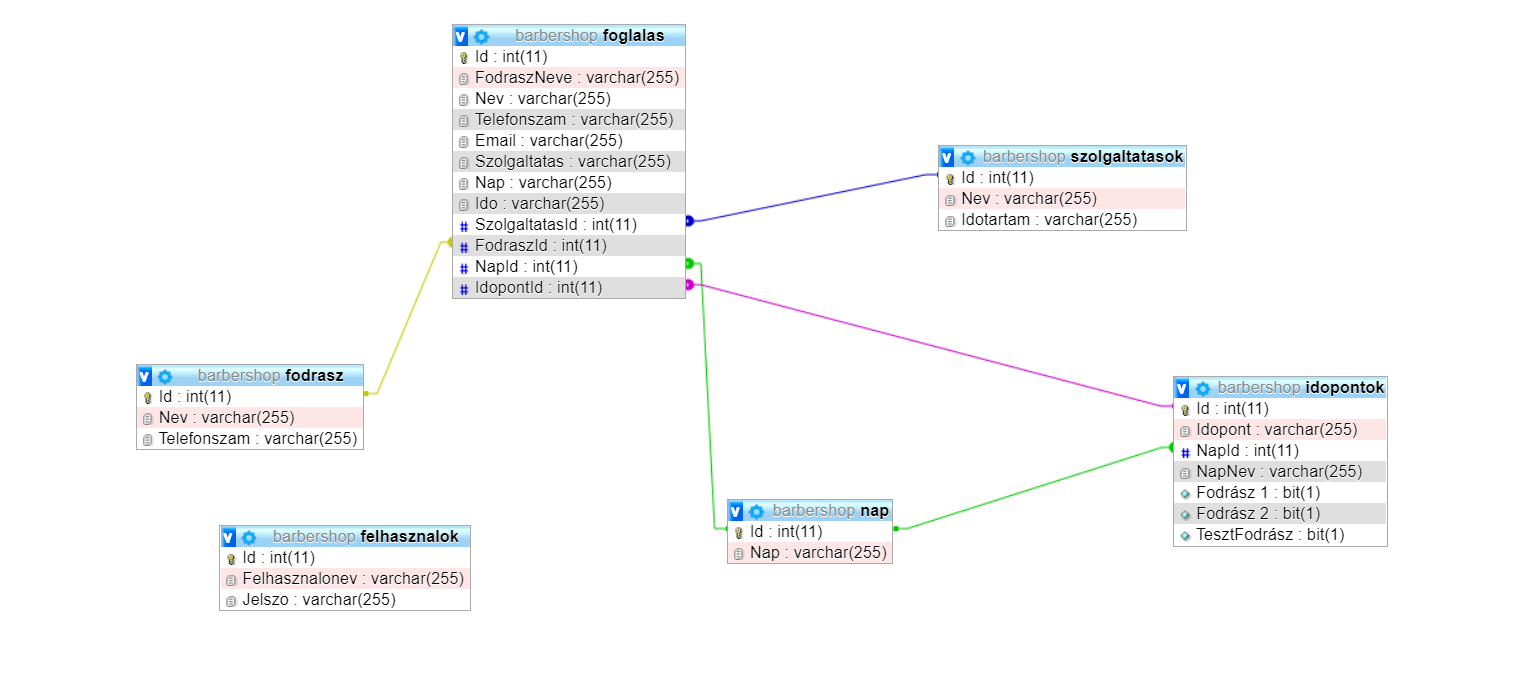 barbershop foglalas
Id : int(11)
FodraszNeve : varchar(255)
Nev : varchar(255)
Telefonszam : varchar(255)
Email : varchar(255)
Szolgaltatas : varchar(255)
Nap : varchar(255)
Ido : varchar(255)
# SzolgaltatasId : int(11)
# FodraszId : int(11)
# NapId : int(11)
# IdopontId : int(11)
barbershop szolgaltatasok
Id : int(11)
Nev : varchar(255)
Idotartam : varchar(255)
barbershop fodrasz
Id : int(11)
Nev : varchar(255)
Telefonszam : varchar(255)
barbershop idopontok
Id : int(11)
Idopont : varchar(255)
# NapId : int(11)
NapNev : varchar(255)
Fodrász 1 : bit(1)
Fodrász 2 : bit(1)
TesztFodrász : bit(1)
barbershop nap
Id : int(11)
Nap : varchar(255)
barbershop felhasznalok
Id : int(11)
Felhasznalonev : varchar(255)
Jelszo : varchar(255)